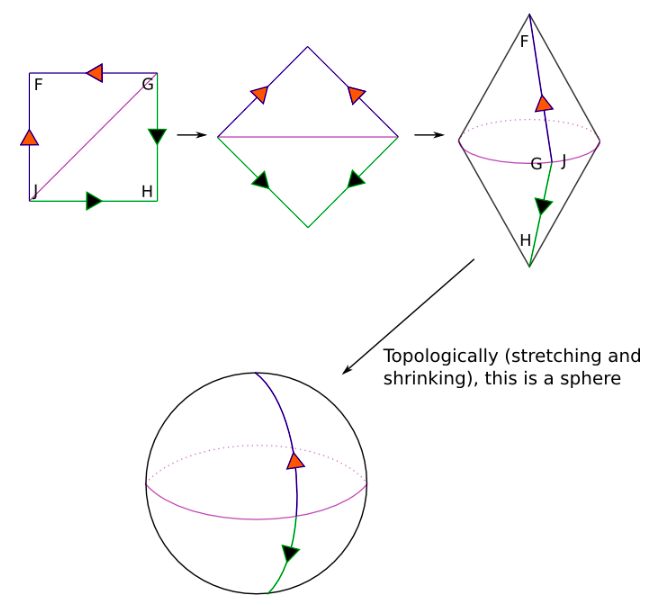 F
G
J
H
F
G
J
H
Topologically (stretching and
shrinking), this is a sphere